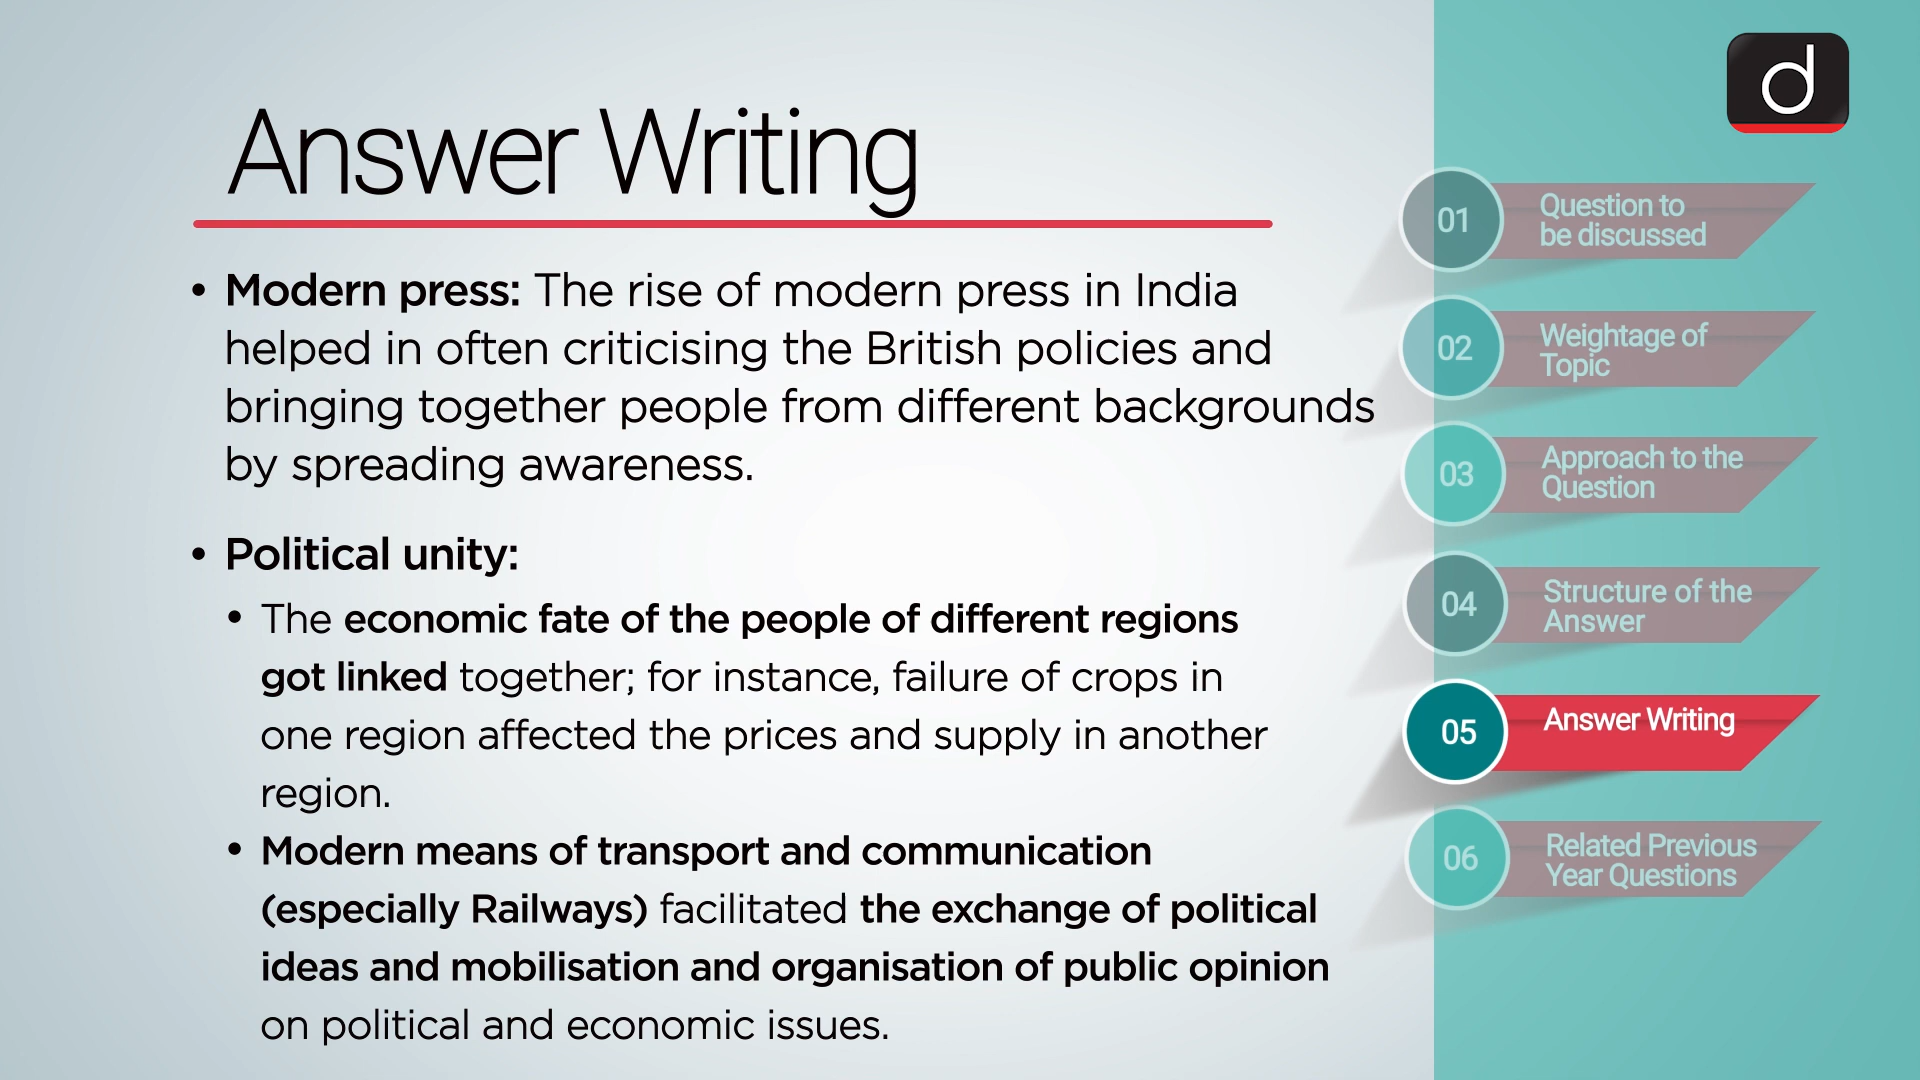 Answer Writing
• Modern press: The rise of modern press in India
helped in often criticising the British policies and
bringing together people from different backgrounds
by spreading awareness.
• Political unity:
• The economic fate of the people of different regions
got linked together; for instance, failure of crops in
one region affected the prices and supply in another
region.
• Modern means of transport and communication
(especially Railways) facilitated the exchange of political
ideas and mobilisation and organisation of public opinion
on political and economic issues.
d
01
Question to
be discussed
02
Weightage of
Topic
03
Approach to the
Question
04
Structure of the
Answer
05
Answer Writing
06
Related Previous
Year Questions